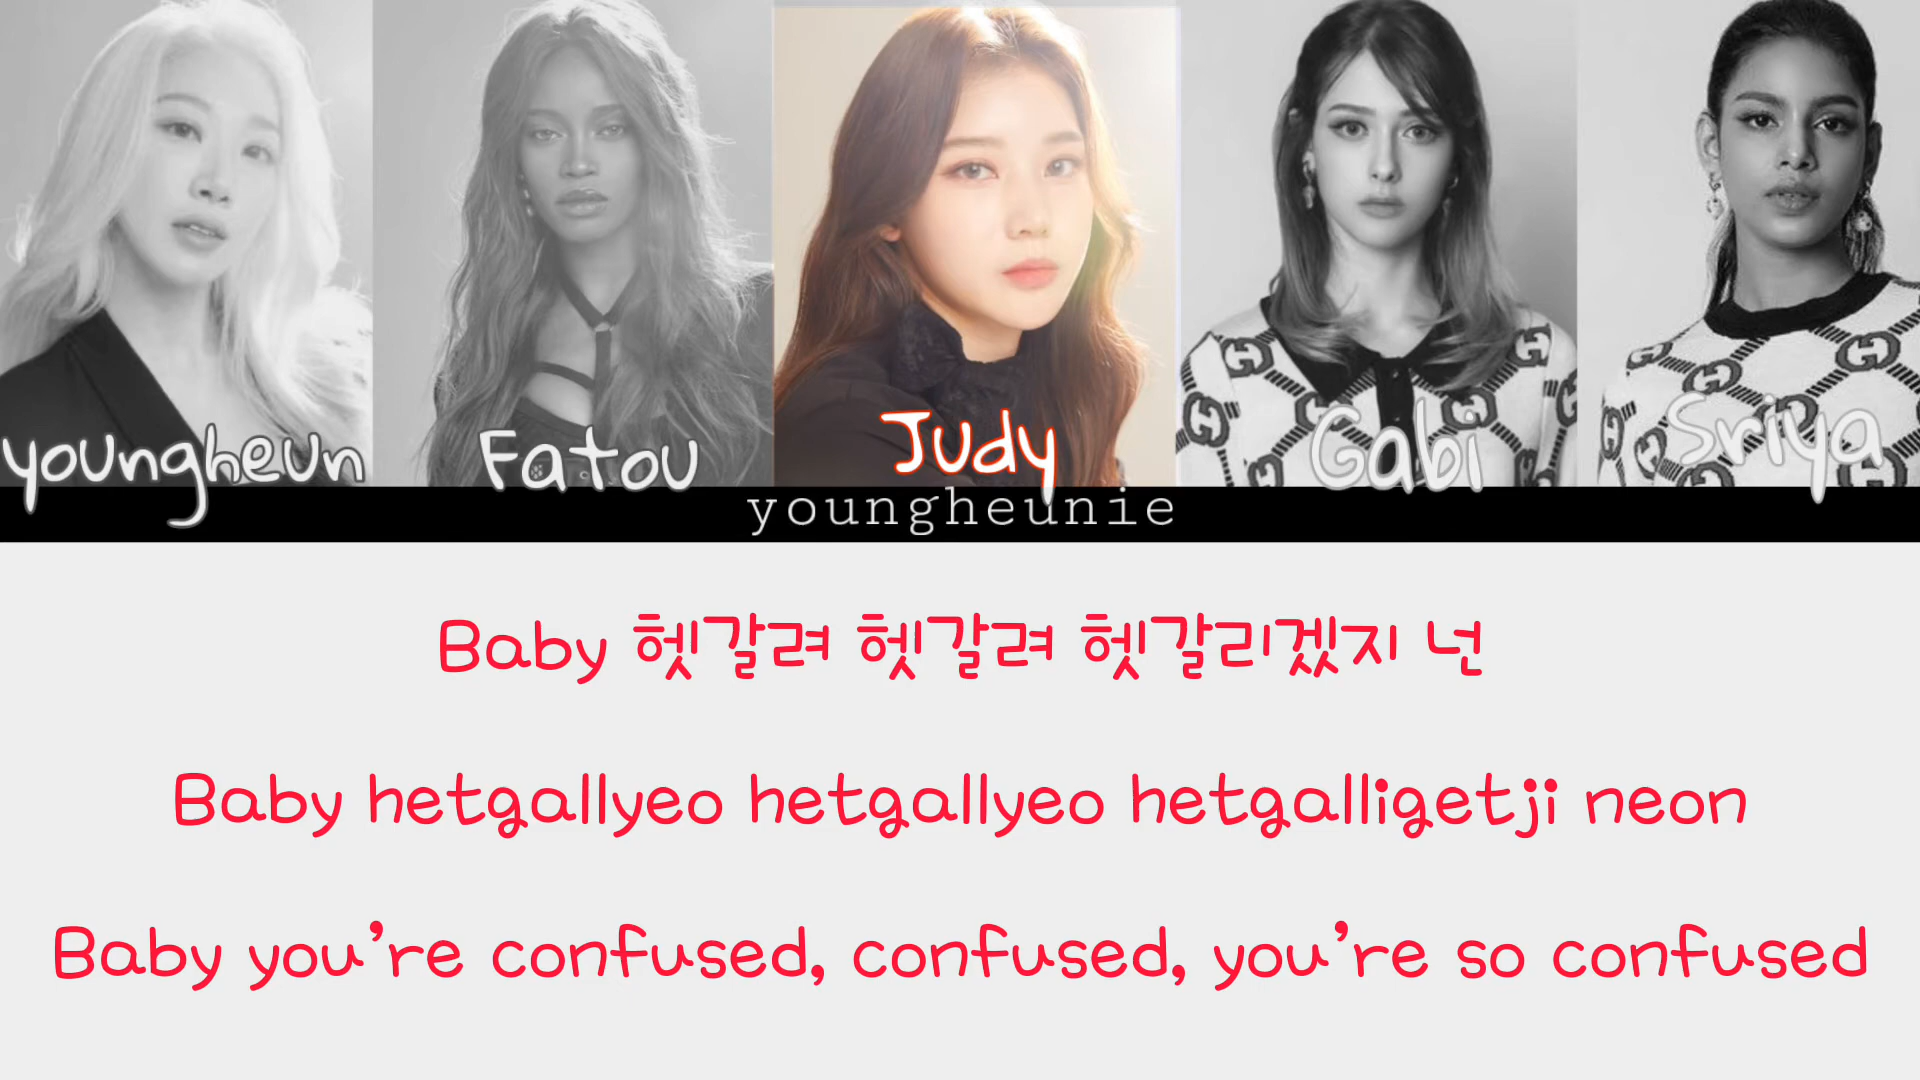 youngheun Fatou Judy Gabi Sriya
youngheunie
Baby 헷갈려 헷갈려 헷갈리겠지 넌
Baby hetgallyeo hetgallyeo hetgalligetji neon
Baby you’re confused, confused, you’re so confused